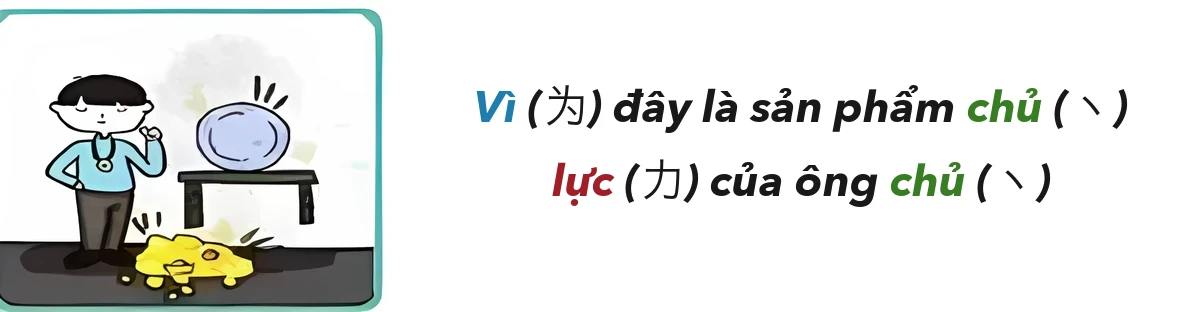 Vì (为) đây là sản phẩm chủ (丶)
lực (力) của ông chủ (丶)